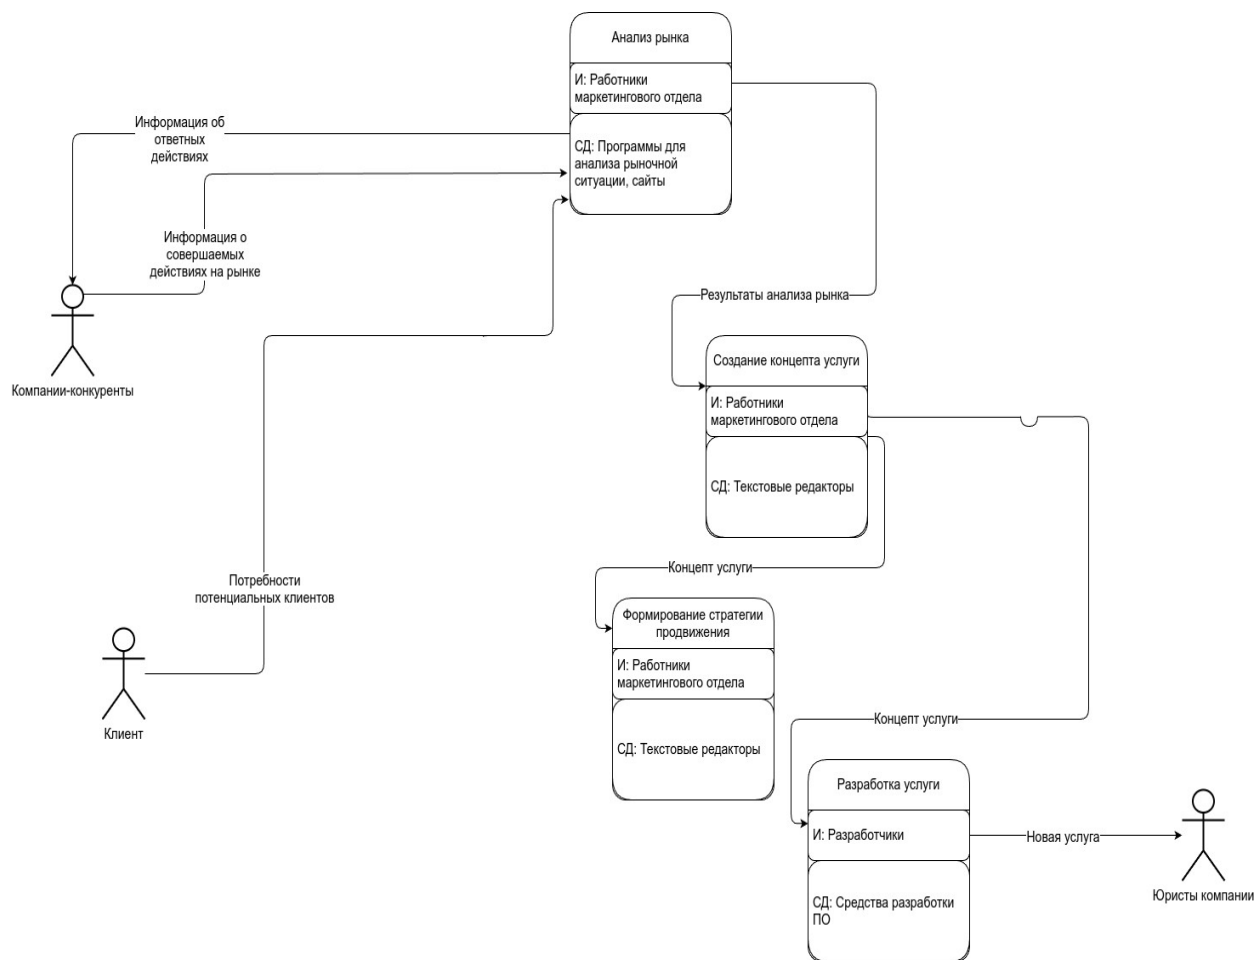 Анализ рынка
И: Работники
маркетингового отдела
СД: Программы для
анализа рыночной
ситуации, сайты
Информация об
ответных
действиях
Информация о
совершаемых
действиях на рынке
Компании-конкуренты
Результаты анализа рынка
Создание концепта услуги
И: Работники
маркетингового отдела
СД: Текстовые редакторы
Концепт услуги
Потребности
потенциальных клиентов
Клиент
Формирование стратегии
продвижения
И: Работники
маркетингового отдела
СД: Текстовые редакторы
Концепт услуги
Разработка услуги
И: Разработчики
СД: Средства разработки
ПО
Новая услуга
Юристы компании